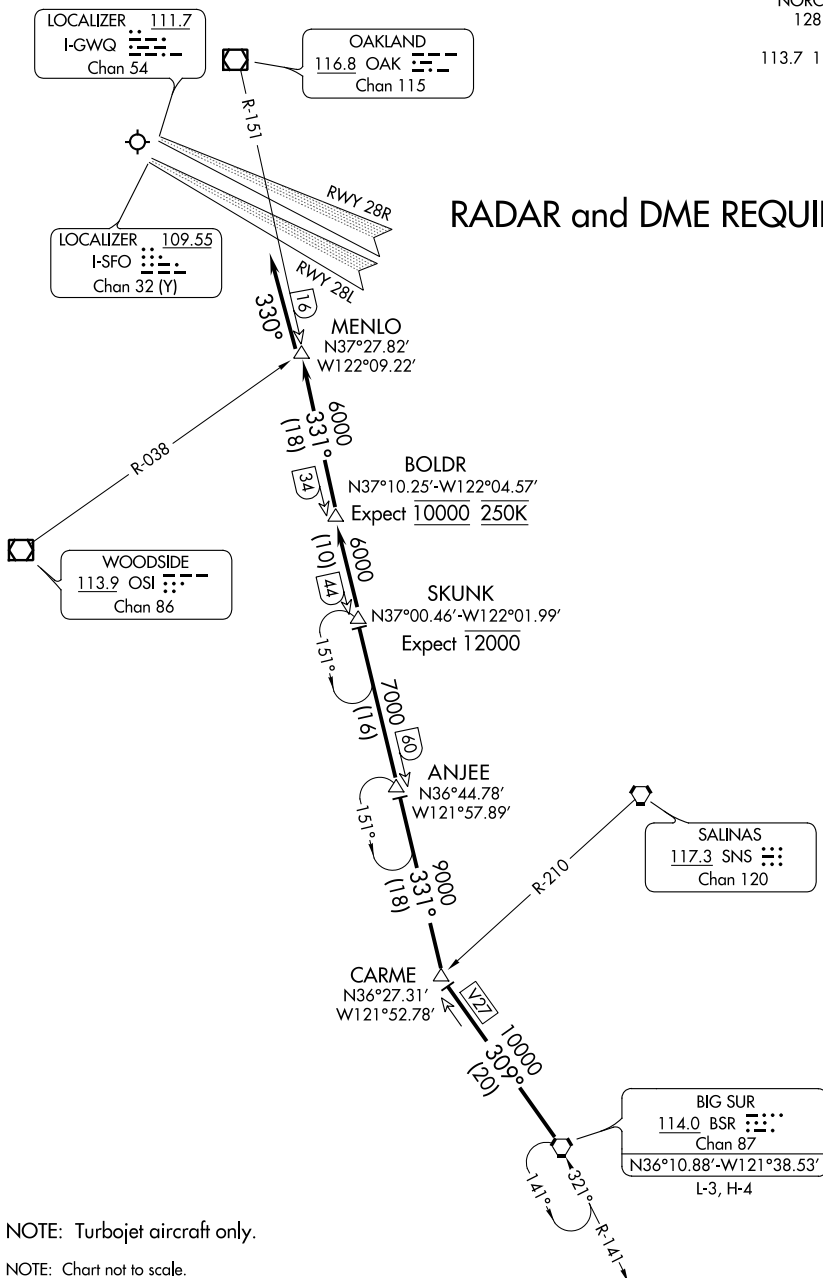 NORC
128
113.7 1
LOCALIZER 111.7
I-GWQ
Chan 54
OAKLAND
116.8 OAK
Chan 115
R-151
RWY 28R
RADAR and DME REQUI
LOCALIZER 109.55
I-SFO
Chan 32 (Y)
RWY 28L
330°
16
MENLO
N37°27.82'
W122°09.22'
6000
331°
(18)
R-038
BOLDR
N37°10.25'-W122°04.57'
Expect 10000 250K
34
WOODSIDE
113.9 OSI
Chan 86
6000
(10)
44
SKUNK
N37°00.46'-W122°01.99'
Expect 12000
151°
7000
(16)
60
ANJEE
N36°44.78'
W121°57.89'
151°
SALINAS
117.3 SNS
Chan 120
R-210
9000
331°
(18)
CARME
N36°27.31'
W121°52.78'
V27
10000
309°
(20)
BIG SUR
114.0 BSR
Chan 87
N36°10.88'-W121°38.53'
L-3, H-4
141°
321°
R-141
NOTE: Turbojet aircraft only.
NOTE: Chart not to scale.